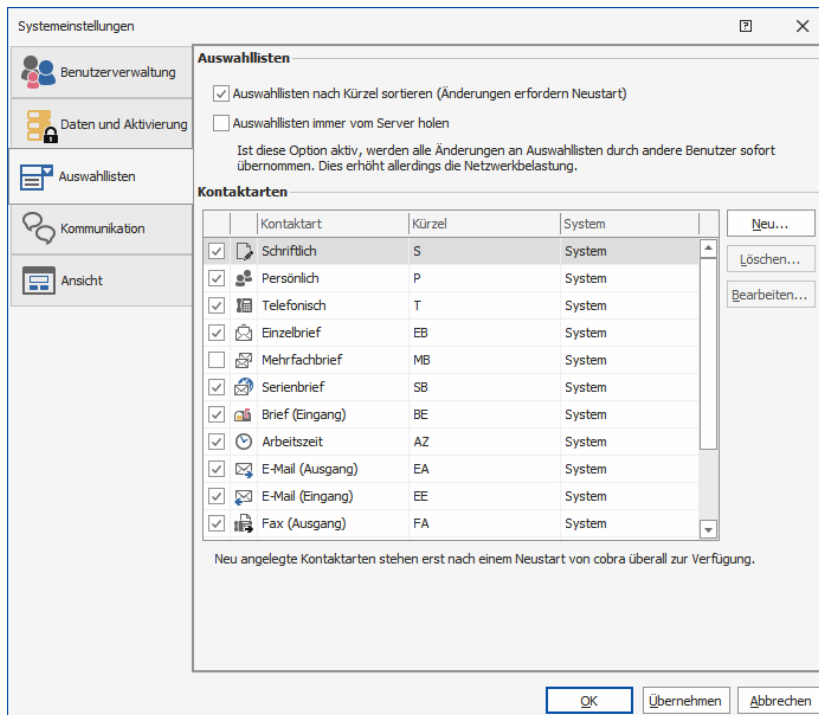 Systemeinstellungen
Benutzerverwaltung
Daten und Aktivierung
Auswahllisten
Kommunikation
Ansicht
Auswahllisten
Auswahllisten nach Kürzel sortieren (Änderungen erfordern Neustart)
Auswahllisten immer vom Server holen
Ist diese Option aktiv, werden alle Änderungen an Auswahllisten durch andere Benutzer sofort
übernommen. Dies erhöht allerdings die Netzwerkbelastung.
Kontaktarten
Kontaktart Kürzel System
Schriftlich S System
Persönlich P System
Telefonisch T System
Einzelbrief EB System
Mehrfachbrief MB System
Serienbrief SB System
Brief (Eingang) BE System
Arbeitszeit AZ System
E-Mail (Ausgang) EA System
E-Mail (Eingang) EE System
Fax (Ausgang) FA System
Neu...
Löschen...
Bearbeiten...
Neu angelegte Kontaktarten stehen erst nach einem Neustart von cobra überall zur Verfügung.
OK Übernehmen Abbrechen